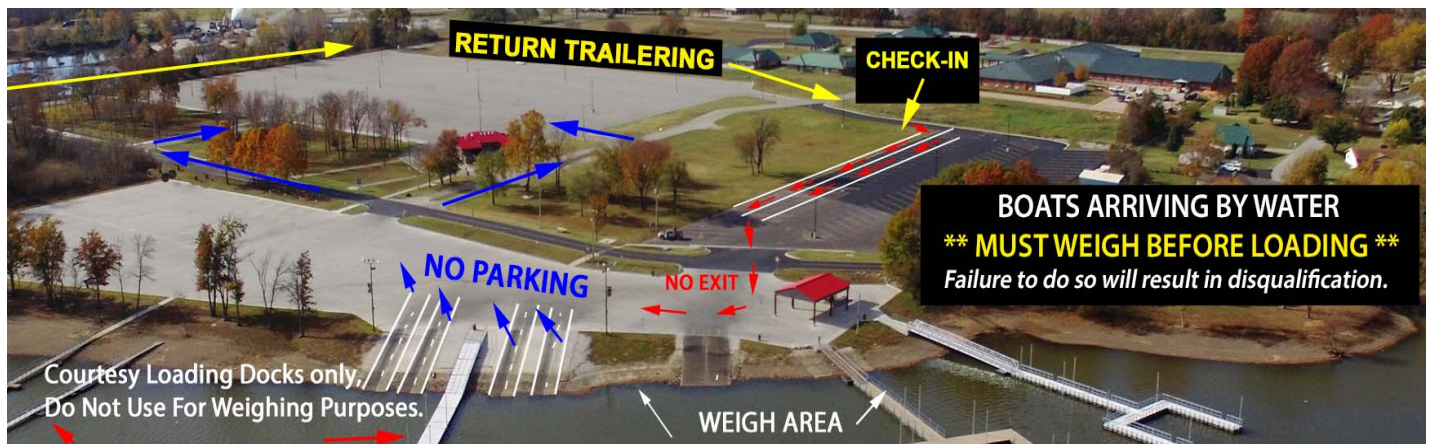 RETURN TRAILERING
CHECK-IN
BOATS ARRIVING BY WATER
** MUST WEIGH BEFORE LOADING **
Failure to do so will result in disqualification.
NO PARKING
NO EXIT
Courtesy Loading Docks only,
Do Not Use For Weighing Purposes.
WEIGH AREA